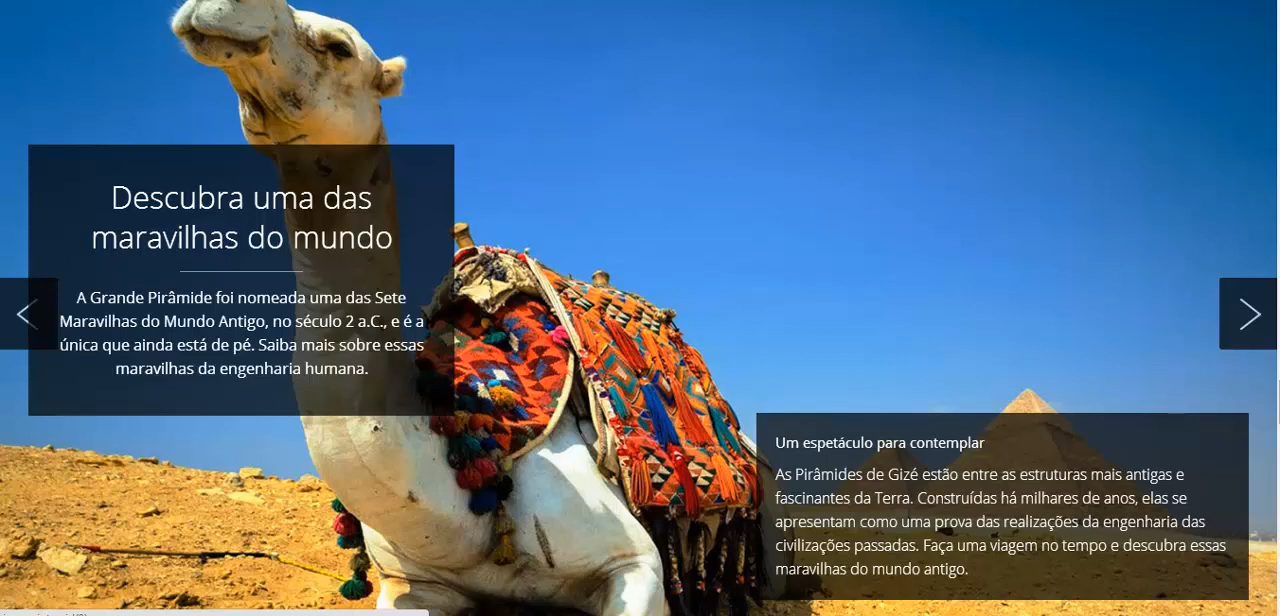 Descubra uma das
maravilhas do mundo
A Grande Pirâmide foi nomeada uma das Sete
Maravilhas do Mundo Antigo, no século 2 a.C., e é a
única que ainda está de pé. Saiba mais sobre essas
maravilhas da engenharia humana.
Um espetáculo para contemplar
As Pirâmides de Gizé estão entre as estruturas mais antigas e
fascinantes da Terra. Construídas há milhares de anos, elas se
apresentam como uma prova das realizações da engenharia das
civilizações passadas. Faça uma viagem no tempo e descubra essas
maravilhas do mundo antigo.